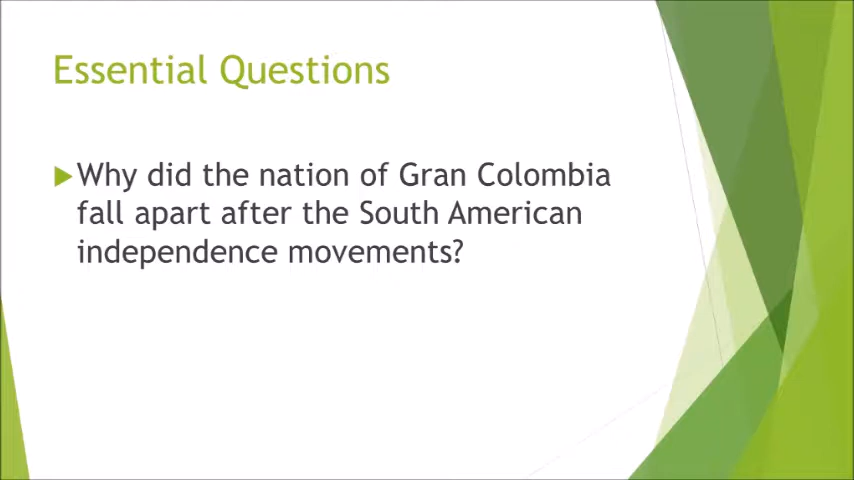 Essential Questions
Why did the nation of Gran Colombia
fall apart after the South American
independence movements?